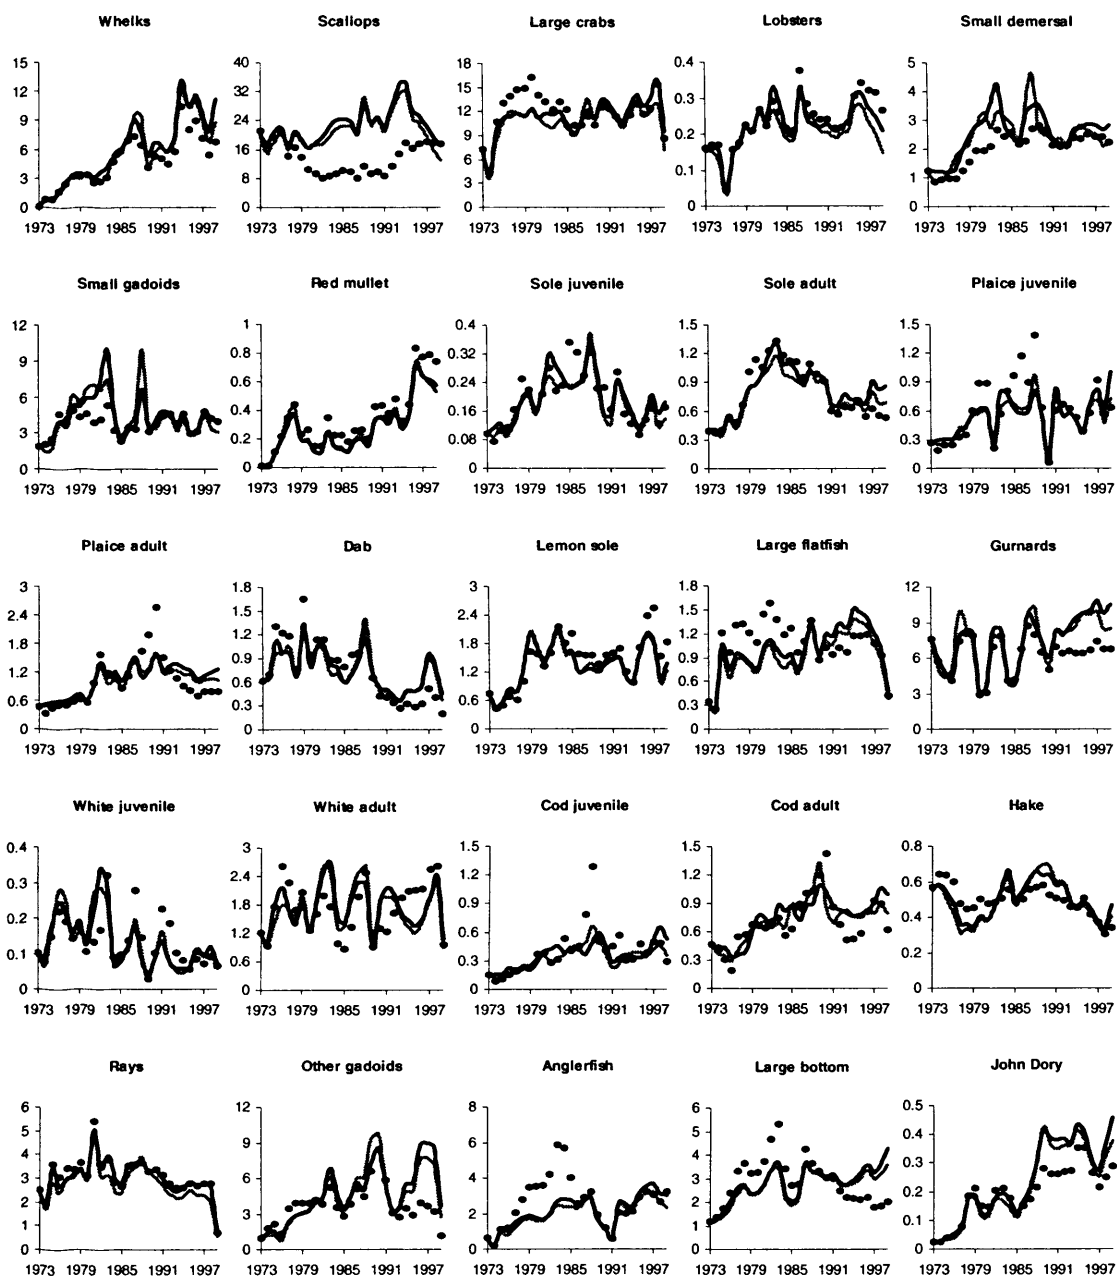 Whelks Scallops Large crabs Lobsters Small demersal
15 40 18 0.4 5
12 32 15 0.3 4
9 24 12 0.2 3
6 16 9 0.1 2
3 8 6 0 1
0 0 3 0
0
1973 1979 1985 1991 1997 1973 1979 1985 1991 1997 1973 1979 1985 1991 1997 1973 1979 1985 1991 1997 1973 1979 1985 1991 1997
Small gadoids Red mullet Sole juvenile Sole adult Plaice juvenile
12 1 0.4 1.5 1.5
9 0.8 0.32 1.2 1.2
6 0.6 0.24 0.9 0.9
3 0.4 0.16 0.6 0.6
0 0.2 0.08 0.3 0.3
0 0 0 0
1973 1979 1985 1991 1997 1973 1979 1985 1991 1997 1973 1979 1985 1991 1997 1973 1979 1985 1991 1997 1973 1979 1985 1991 1997
Plaice adult Dab Lemon sole Large flatfish Gurnards
3 1.8 3 1.8 12
2.4 1.5 2.4 1.5 9
1.8 1.2 1.8 1.2 6
1.2 0.9 1.2 0.9 3
0.6 0.6 0.6 0.6 0
0 0.3 0 0.3
0 0
1973 1979 1985 1991 1997 1973 1979 1985 1991 1997 1973 1979 1985 1991 1997 1973 1979 1985 1991 1997 1973 1979 1985 1991 1997
White juvenile White adult Cod juvenile Cod adult Hake
0.4 3 1.5 1.5 0.8
0.3 2.4 1.2 1.2 0.6
0.2 1.8 0.9 0.9 0.4
0.1 1.2 0.6 0.6 0.2
0 0.6 0.3 0.3 0
0 0 0
1973 1979 1985 1991 1997 1973 1979 1985 1991 1997 1973 1979 1985 1991 1997 1973 1979 1985 1991 1997 1973 1979 1985 1991 1997
Rays Other gadoids Anglerfish Large bottom John Dory
6 12 8 6 0.5
5 9 6 5 0.4
4 6 4 4 0.3
3 3 2 3 0.2
2 0 0 2 0.1
1 1 0
0 0
1973 1979 1985 1991 1997 1973 1979 1985 1991 1997 1973 1979 1985 1991 1997 1973 1979 1985 1991 1997 1973 1979 1985 1991 1997